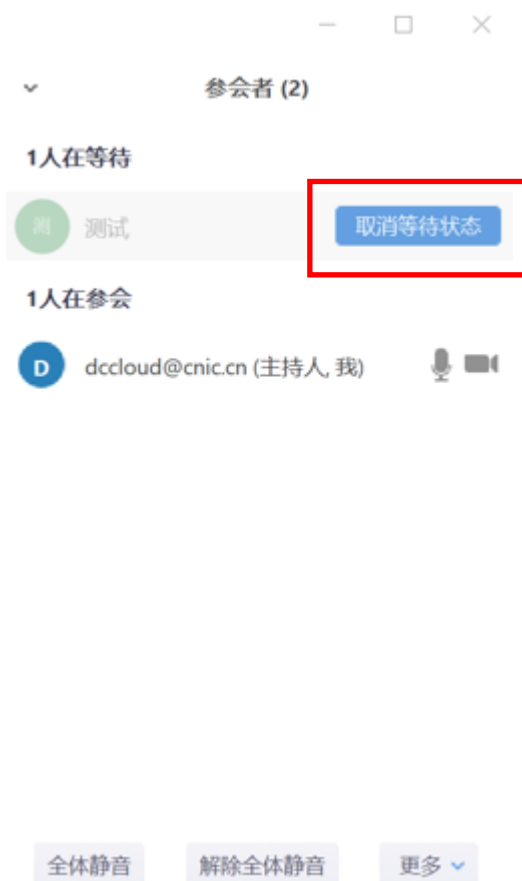 参会者 (2)
1人在等待
测 测试 取消等待状态
1人在参会
D dccloud@cnic.cn (主持人, 我)
全体静音 解除全体静音 更多